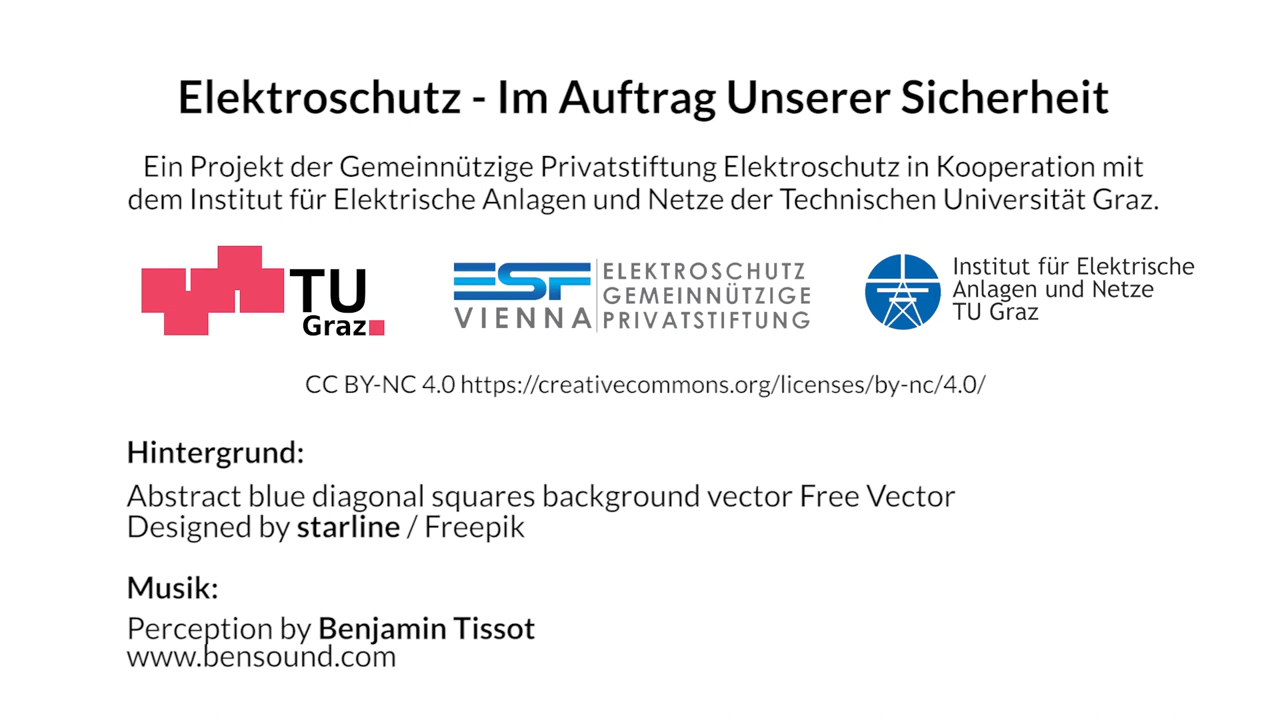 Elektroschutz - Im Auftrag Unserer Sicherheit
Ein Projekt der Gemeinnützige Privatstiftung Elektroschutz in Kooperation mit
dem Institut für Elektrische Anlagen und Netze der Technischen Universität Graz.
TU
Graz
ESF
VIENNA
ELEKTROSCHUTZ
GEMEINNÜTZIGE
PRIVATSTIFTUNG
Institut für Elektrische
Anlagen und Netze
TU Graz
CC BY-NC 4.0 https://creativecommons.org/licenses/by-nc/4.0/
Hintergrund:
Abstract blue diagonal squares background vector Free Vector
Designed by starline / Freepik
Musik:
Perception by Benjamin Tissot
www.bensound.com